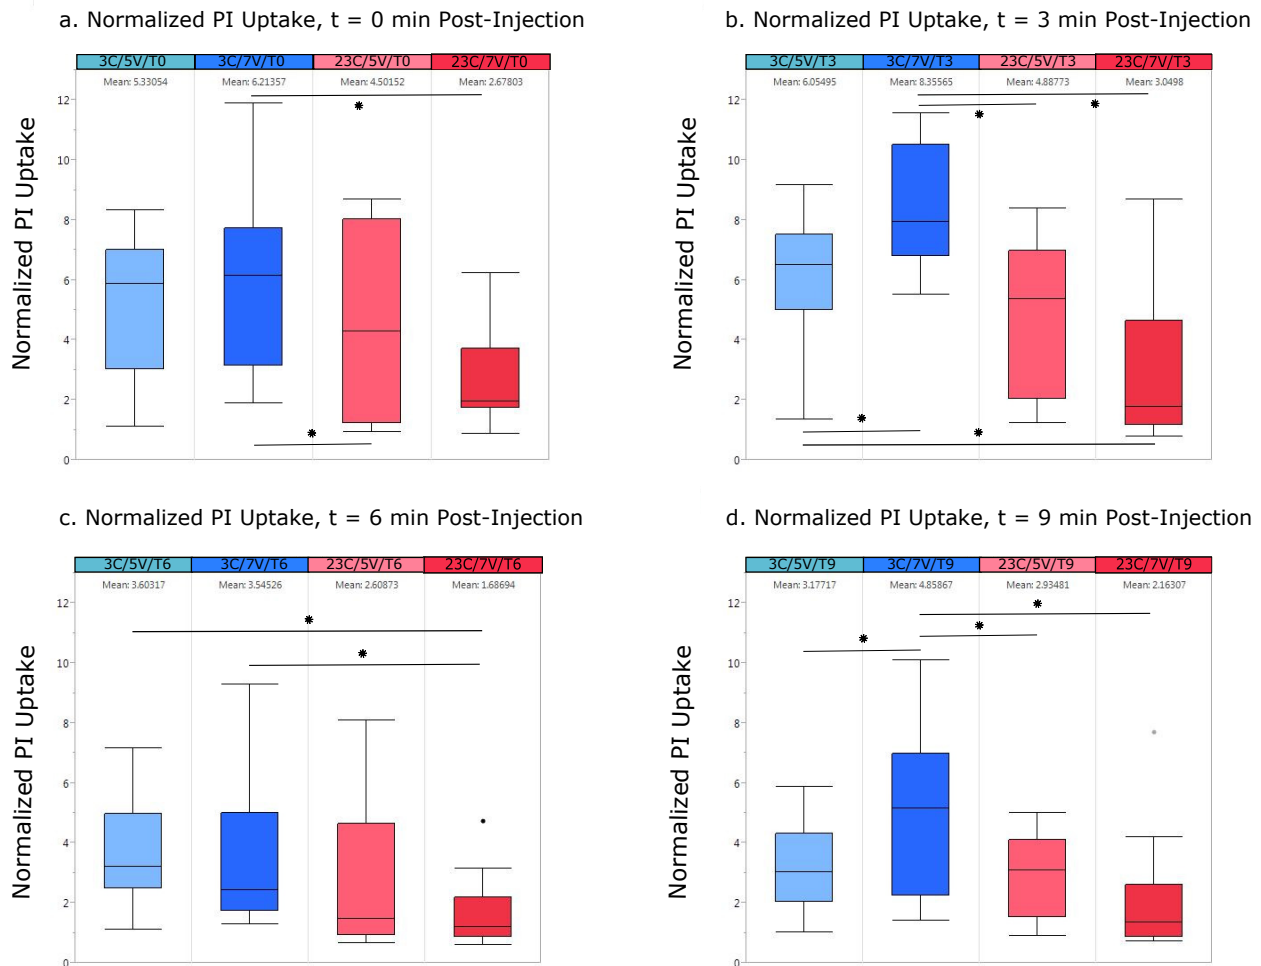 a. Normalized PI Uptake, t = 0 min Post-Injection
3C/5V/T0 3C/7V/T0 23C/5V/T0 23C/7V/T0
Mean: 5.33054 Mean: 6.21357 Mean: 4.50152 Mean: 2.67803
Normalized PI Uptake
12
10
8
6
4
2
0
b. Normalized PI Uptake, t = 3 min Post-Injection
3C/5V/T3 3C/7V/T3 23C/5V/T3 23C/7V/T3
Mean: 6.05495 Mean: 8.35565 Mean: 4.88773 Mean: 3.0498
Normalized PI Uptake
12
10
8
6
4
2
0
c. Normalized PI Uptake, t = 6 min Post-Injection
3C/5V/T6 3C/7V/T6 23C/5V/T6 23C/7V/T6
Mean: 3.60317 Mean: 3.54526 Mean: 2.60873 Mean: 1.68694
Normalized PI Uptake
12
10
8
6
4
2
0
d. Normalized PI Uptake, t = 9 min Post-Injection
3C/5V/T9 3C/7V/T9 23C/5V/T9 23C/7V/T9
Mean: 3.17717 Mean: 4.85867 Mean: 2.93481 Mean: 2.16307
Normalized PI Uptake
12
10
8
6
4
2
0